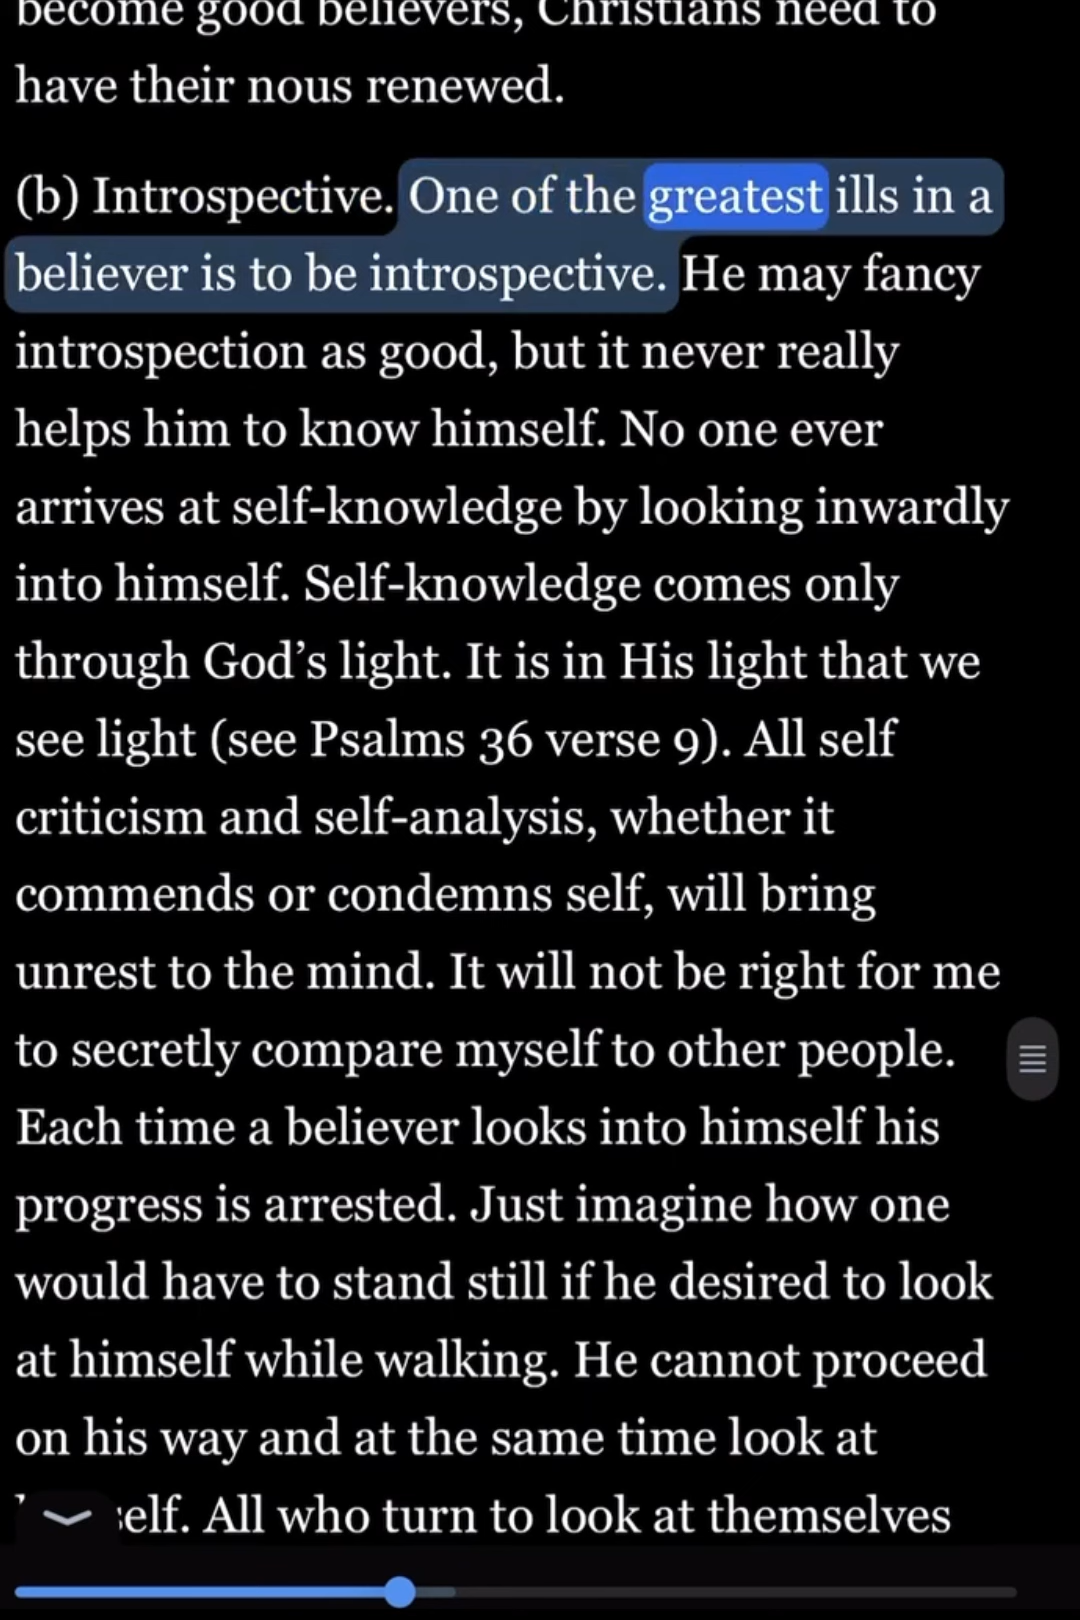 become good believers, Christians need to
have their nous renewed.
(b) Introspective. One of the greatest ills in a
believer is to be introspective. He may fancy
introspection as good, but it never really
helps him to know himself. No one ever
arrives at self-knowledge by looking inwardly
into himself. Self-knowledge comes only
through God’s light. It is in His light that we
see light (see Psalms 36 verse 9). All self
criticism and self-analysis, whether it
commends or condemns self, will bring
unrest to the mind. It will not be right for me
to secretly compare myself to other people.
Each time a believer looks into himself his
progress is arrested. Just imagine how one
would have to stand still if he desired to look
at himself while walking. He cannot proceed
on his way and at the same time look at
self. All who turn to look at themselves